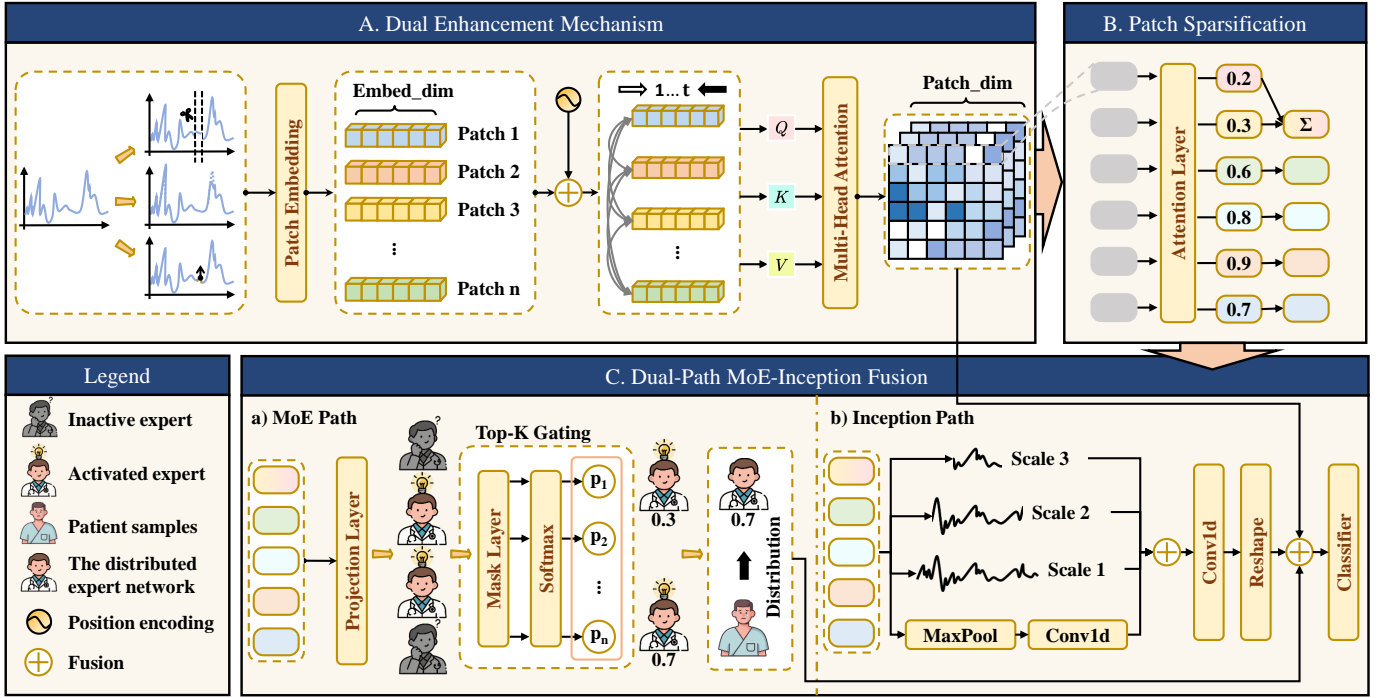 A. Dual Enhancement Mechanism
Patch Embedding
Embed_dim
Patch 1
Patch 2
Patch 3
...
Patch n
1... t
Q
K
V
Multi-Head Attention
Patch_dim
B. Patch Sparsification
Attention Layer
0.2
0.3
Σ
0.6
0.8
0.9
0.7
Legend
?
Inactive expert
Activated expert
Patient samples
The distributed
expert network
Position encoding
Fusion
C. Dual-Path MoE-Inception Fusion
a) MoE Path
Projection Layer
?
?
Top-K Gating
Mask Layer
Softmax
p1
p2
...
pn
0.3
0.7
0.7
Distribution
b) Inception Path
Scale 3
Scale 2
Scale 1
MaxPool
Conv1d
Conv1d
Reshape
Classifier